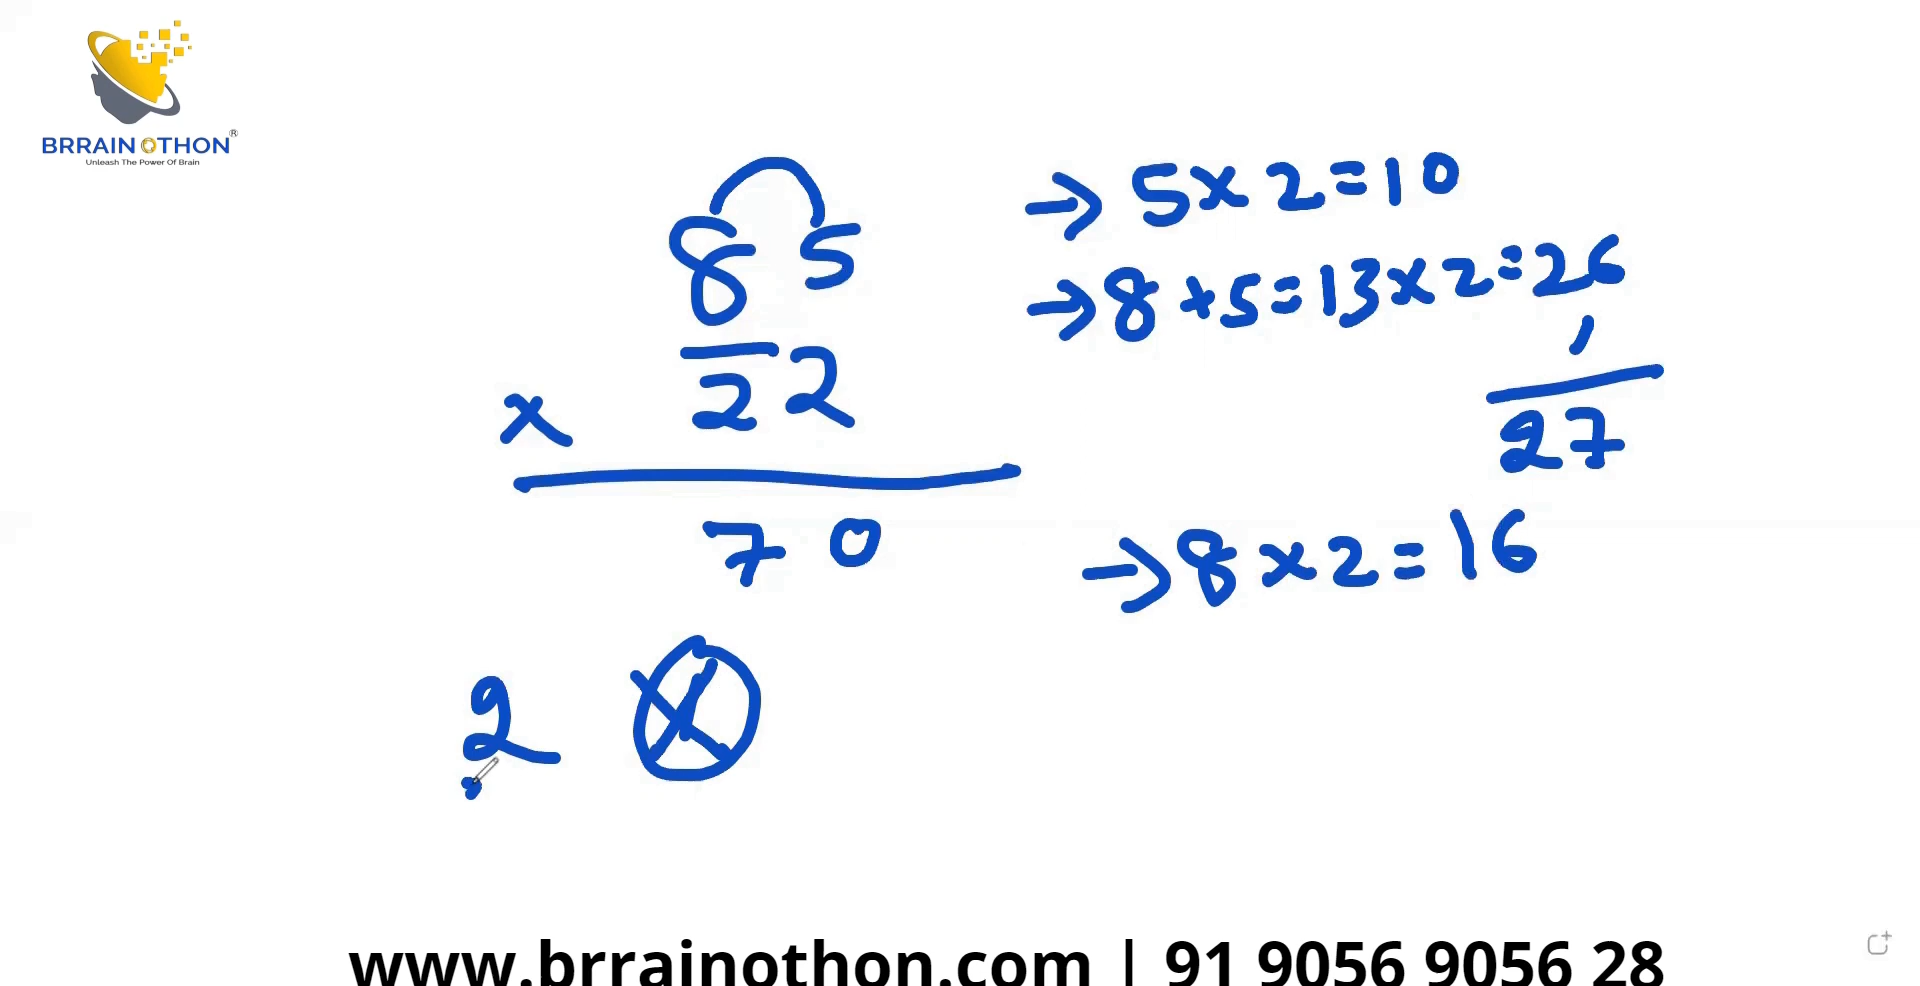 BRRAIN OTHON®
Unleash The Power Of Brain
85
x 22
70
→ 5x2=10
→ 8+5=13x2=26
1
27
→ 8x2=16
2 1
www.brrainothon.com | 91 9056 9056 28